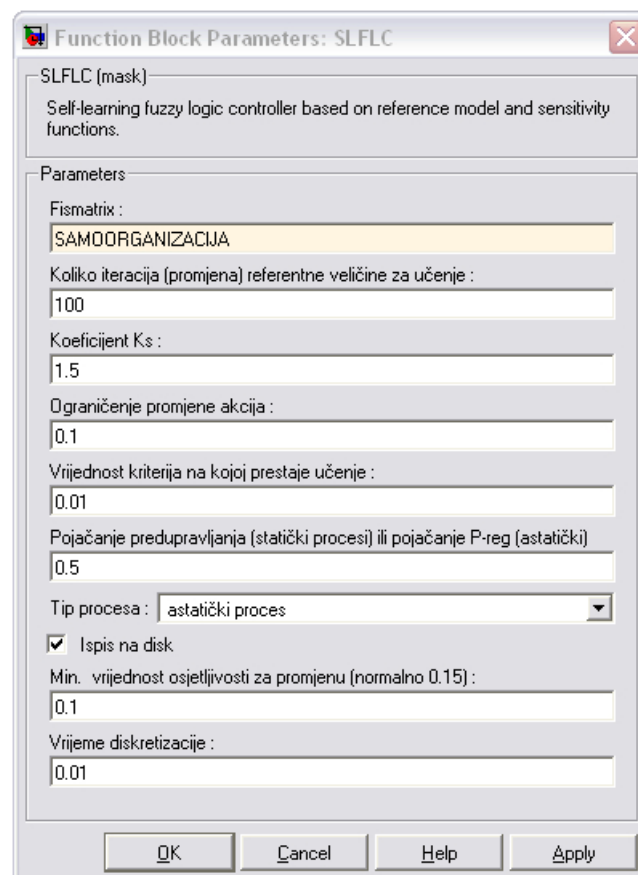 Function Block Parameters: SLFLC
SLFLC (mask)
Self-learning fuzzy logic controller based on reference model and sensitivity
functions.
Parameters
Fismatrix :
SAMOORGANIZACIJA
Koliko iteracija (promjena) referentne veličine za učenje :
100
Koeficijent Ks :
1.5
Ograničenje promjene akcija :
0.1
Vrijednost kriterija na kojoj prestaje učenje :
0.01
Pojačanje predupravljanja (statički procesi) ili pojačanje P-reg (astatički)
0.5
Tip procesa : astatički proces
Ispis na disk
Min. vrijednost osjetljivosti za promjenu (normalno 0.15) :
0.1
Vrijeme diskretizacije :
0.01
OK Cancel Help Apply